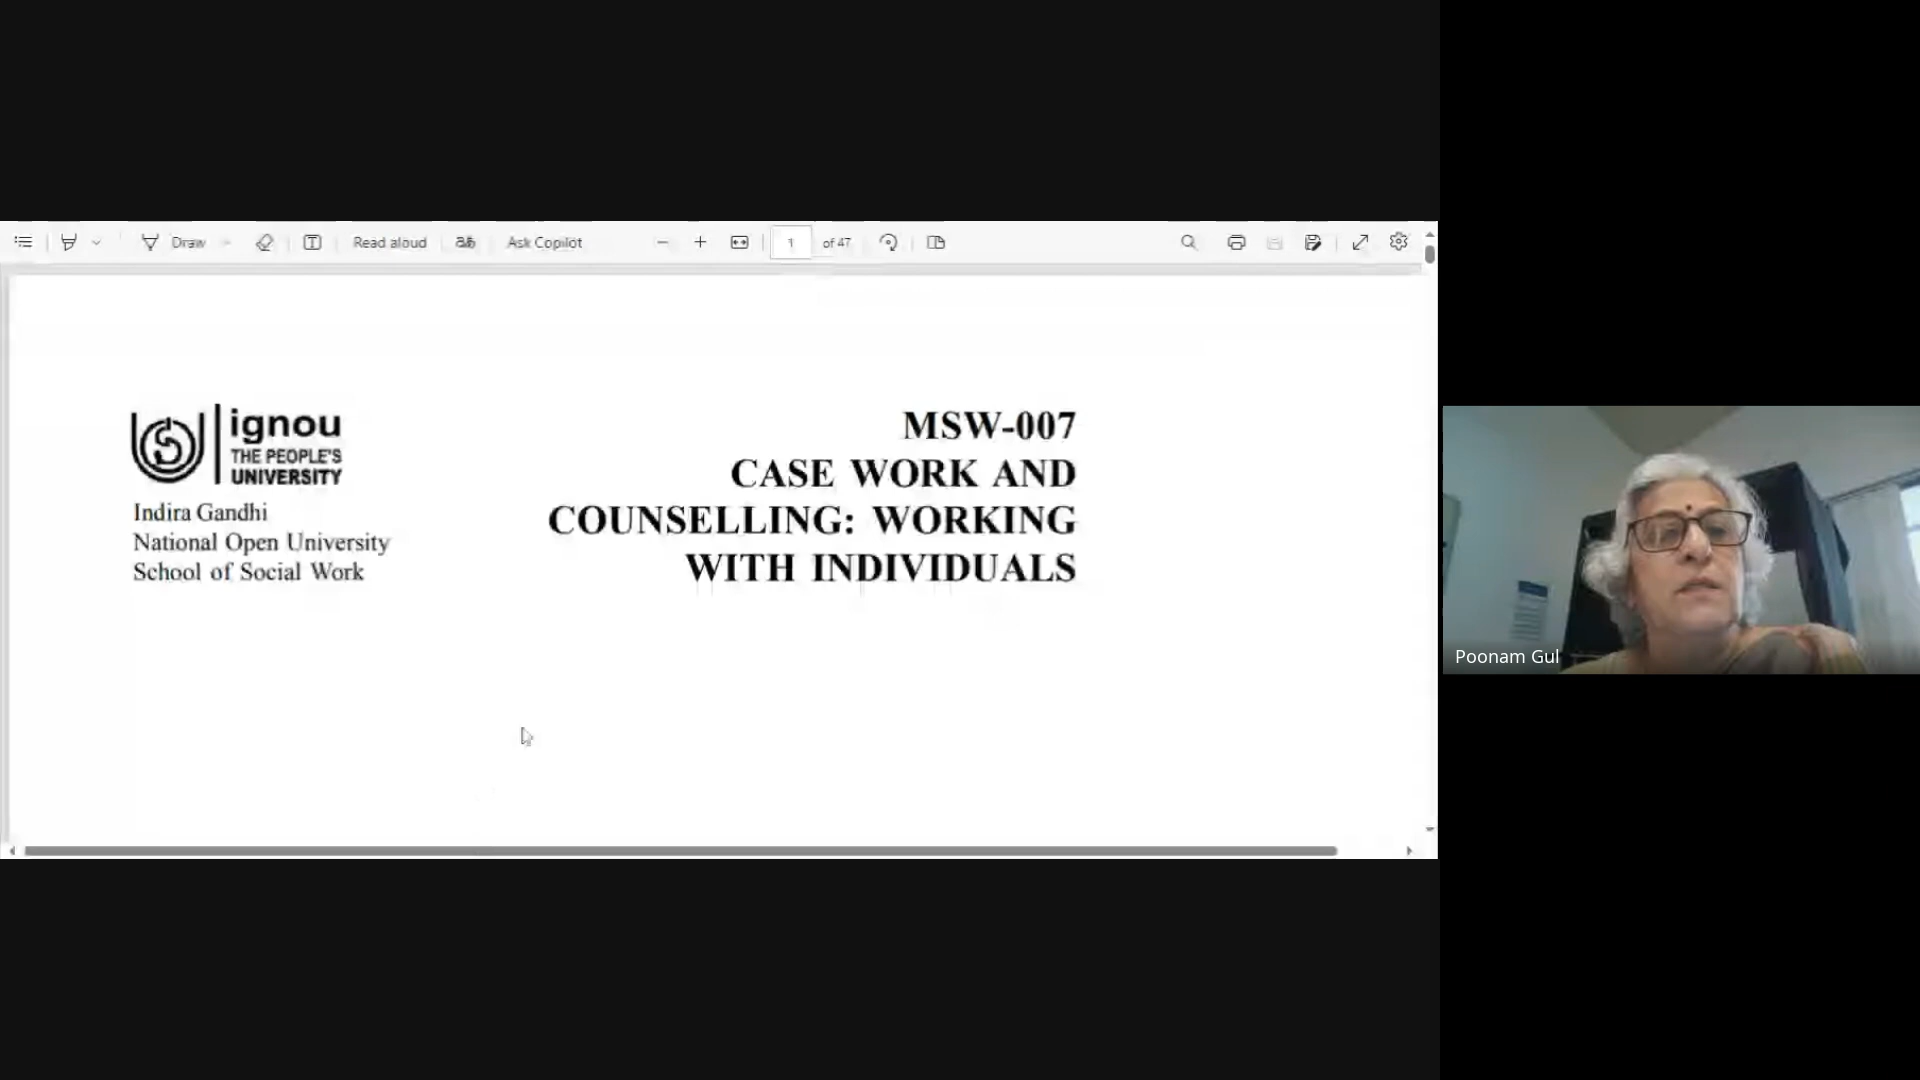 Draw
Read aloud
Ask Copilot
1 of 47
ignou
THE PEOPLE'S
UNIVERSITY
Indira Gandhi
National Open University
School of Social Work
MSW-007
CASE WORK AND
COUNSELLING: WORKING
WITH INDIVIDUALS
Poonam Gul